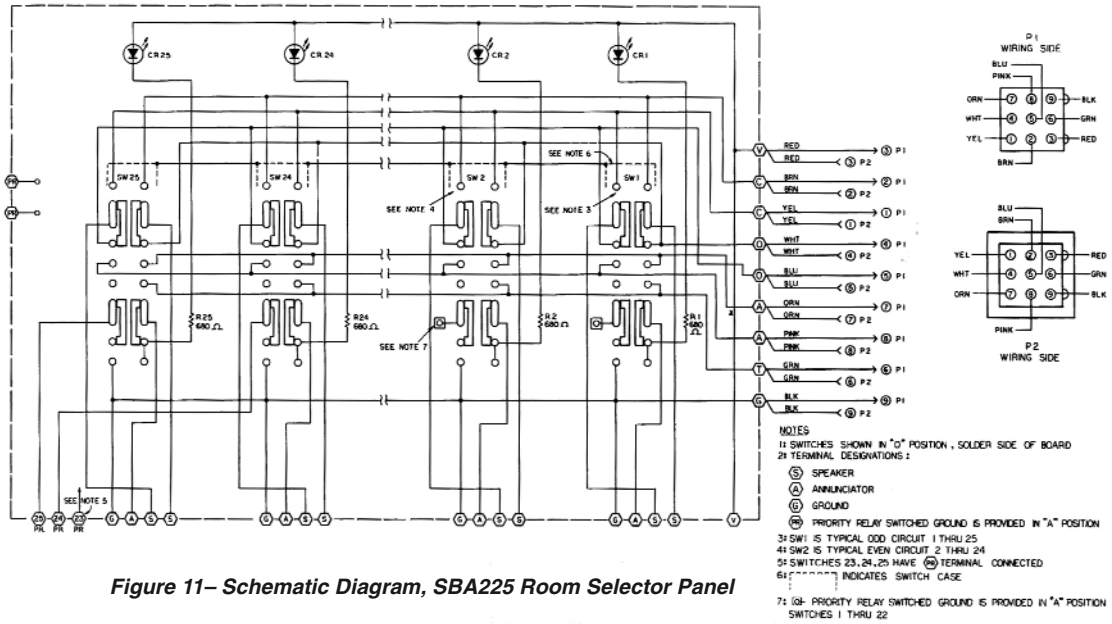 CR25
CR24
CR2
CR1
P1
WIRING SIDE
BLU
PINK
ORN 7 8 9 BLK
WHT 4 5 6 GRN
YEL 1 2 3 RED
BRN
SEE NOTE 6
SW25
SW24
SW2
SW1
SEE NOTE 4
SEE NOTE 3
PR
PR
V RED 3 P1
RED 3 P2
C BRN 2 P1
BRN 2 P2
C YEL 1 P1
YEL 1 P2
O WHT 4 P1
WHT 4 P2
O BLU 5 P1
BLU 5 P2
A ORN 7 P1
ORN 7 P2
A PINK 8 P1
PINK 8 P2
T GRN 6 P1
GRN 6 P2
G BLK 9 P1
BLK 9 P2
BLU
BRN
YEL 1 2 3 RED
WHT 4 5 6 GRN
ORN 7 8 9 BLK
PINK
P2
WIRING SIDE
R25
680 Ω
R24
680 Ω
R2
680 Ω
R1
680 Ω
SEE NOTE 7
SEE NOTE 5
25 24 23 G A S S G A S S G A S S G A S S V
PR PR PR
NOTES
1: SWITCHES SHOWN IN "O" POSITION, SOLDER SIDE OF BOARD
2: TERMINAL DESIGNATIONS:
S SPEAKER
A ANNUNCIATOR
G GROUND
PR PRIORITY RELAY SWITCHED GROUND IS PROVIDED IN "A" POSITION
3: SW1 IS TYPICAL ODD CIRCUIT 1 THRU 25
4: SW2 IS TYPICAL EVEN CIRCUIT 2 THRU 24
5: SWITCHES 23,24,25 HAVE PR TERMINAL CONNECTED
6: INDICATES SWITCH CASE
7: PRIORITY RELAY SWITCHED GROUND IS PROVIDED IN "A" POSITION
SWITCHES 1 THRU 22
Figure 11– Schematic Diagram, SBA225 Room Selector Panel